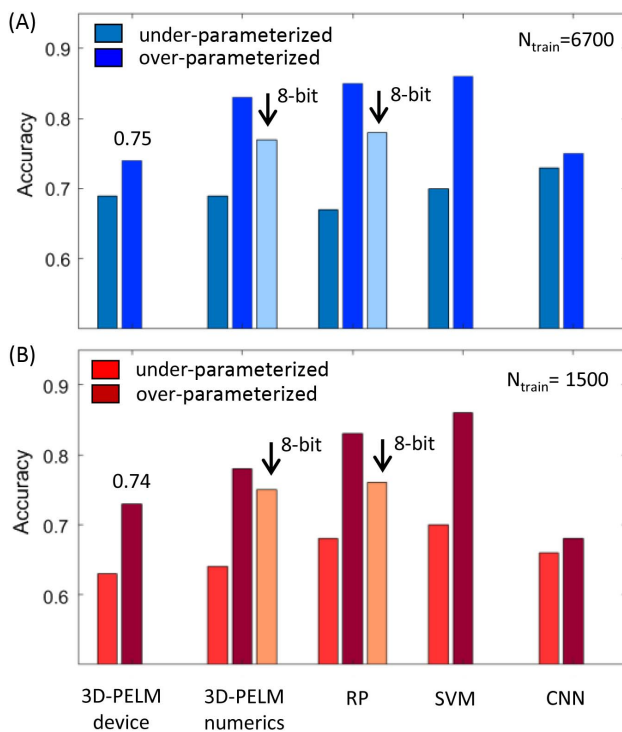 (A)
under-parameterized
over-parameterized
N_train=6700
0.9
0.8
0.7
0.6
Accuracy
0.75
8-bit
8-bit
(B)
under-parameterized
over-parameterized
N_train= 1500
0.9
0.8
0.7
0.6
Accuracy
0.74
8-bit
8-bit
3D-PELM
device
3D-PELM
numerics
RP
SVM
CNN